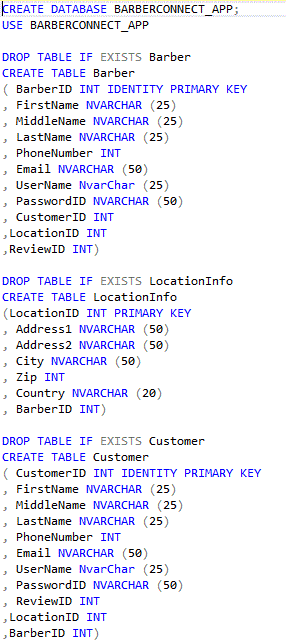 CREATE DATABASE BARBERCONNECT_APP;
USE BARBERCONNECT_APP
DROP TABLE IF EXISTS Barber
CREATE TABLE Barber
( BarberID INT IDENTITY PRIMARY KEY
, FirstName NVARCHAR (25)
, MiddleName NVARCHAR (25)
, LastName NVARCHAR (25)
, PhoneNumber INT
, Email NVARCHAR (50)
, UserName NvarChar (25)
, PasswordID NVARCHAR (50)
, CustomerID INT
,LocationID INT
,ReviewID INT)
DROP TABLE IF EXISTS LocationInfo
CREATE TABLE LocationInfo
(LocationID INT PRIMARY KEY
, Address1 NVARCHAR (50)
, Address2 NVARCHAR (50)
, City NVARCHAR (50)
, Zip INT
, Country NVARCHAR (20)
, BarberID INT)
DROP TABLE IF EXISTS Customer
CREATE TABLE Customer
( CustomerID INT IDENTITY PRIMARY KEY
, FirstName NVARCHAR (25)
, MiddleName NVARCHAR (25)
, LastName NVARCHAR (25)
, PhoneNumber INT
, Email NVARCHAR (50)
, UserName NvarChar (25)
, PasswordID NVARCHAR (50)
, ReviewID INT
,LocationID INT
,BarberID INT)